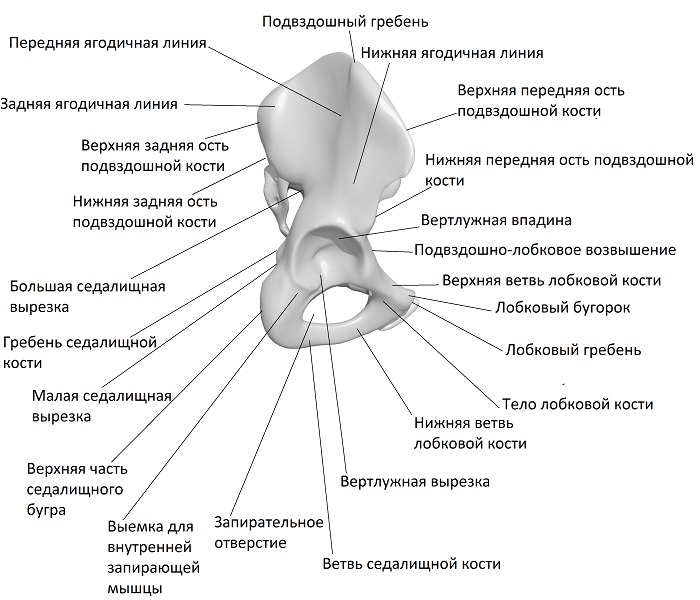 Подвздошный гребень
Передняя ягодичная линия
Нижняя ягодичная линия
Задняя ягодичная линия
Верхняя передняя ость
подвздошной кости
Верхняя задняя ость
подвздошной кости
Нижняя передняя ость подвздошной
кости
Нижняя задняя ость
подвздошной кости
Вертлужная впадина
Подвздошно-лобковое возвышение
Большая седалищная
вырезка
Верхняя ветвь лобковой кости
Лобковый бугорок
Гребень седалищной
кости
Лобковый гребень
Малая седалищная
вырезка
Тело лобковой кости
Нижняя ветвь
лобковой кости
Верхняя часть
седалищного
бугра
Вертлужная вырезка
Выемка для
внутренней
запирающей
мышцы
Запирательное
отверстие
Ветвь седалищной кости